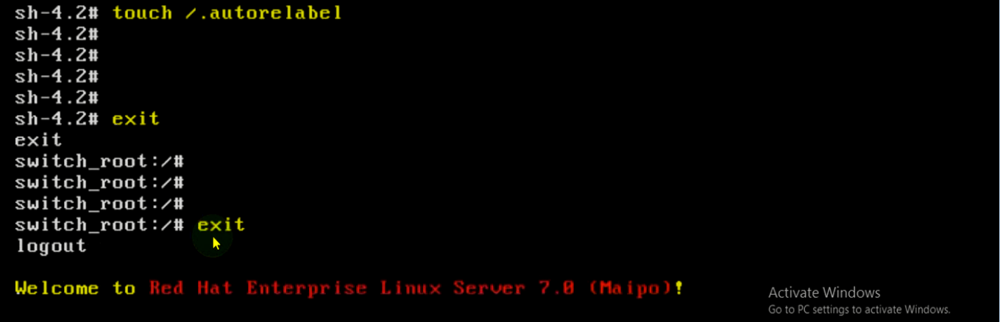 sh-4.2# touch /.autorelabel
sh-4.2#
sh-4.2#
sh-4.2#
sh-4.2#
sh-4.2# exit
exit
switch_root:/#
switch_root:/#
switch_root:/#
switch_root:/# exit
logout
Welcome to Red Hat Enterprise Linux Server 7.0 (Maipo)!
Activate Windows
Go to PC settings to activate Windows.